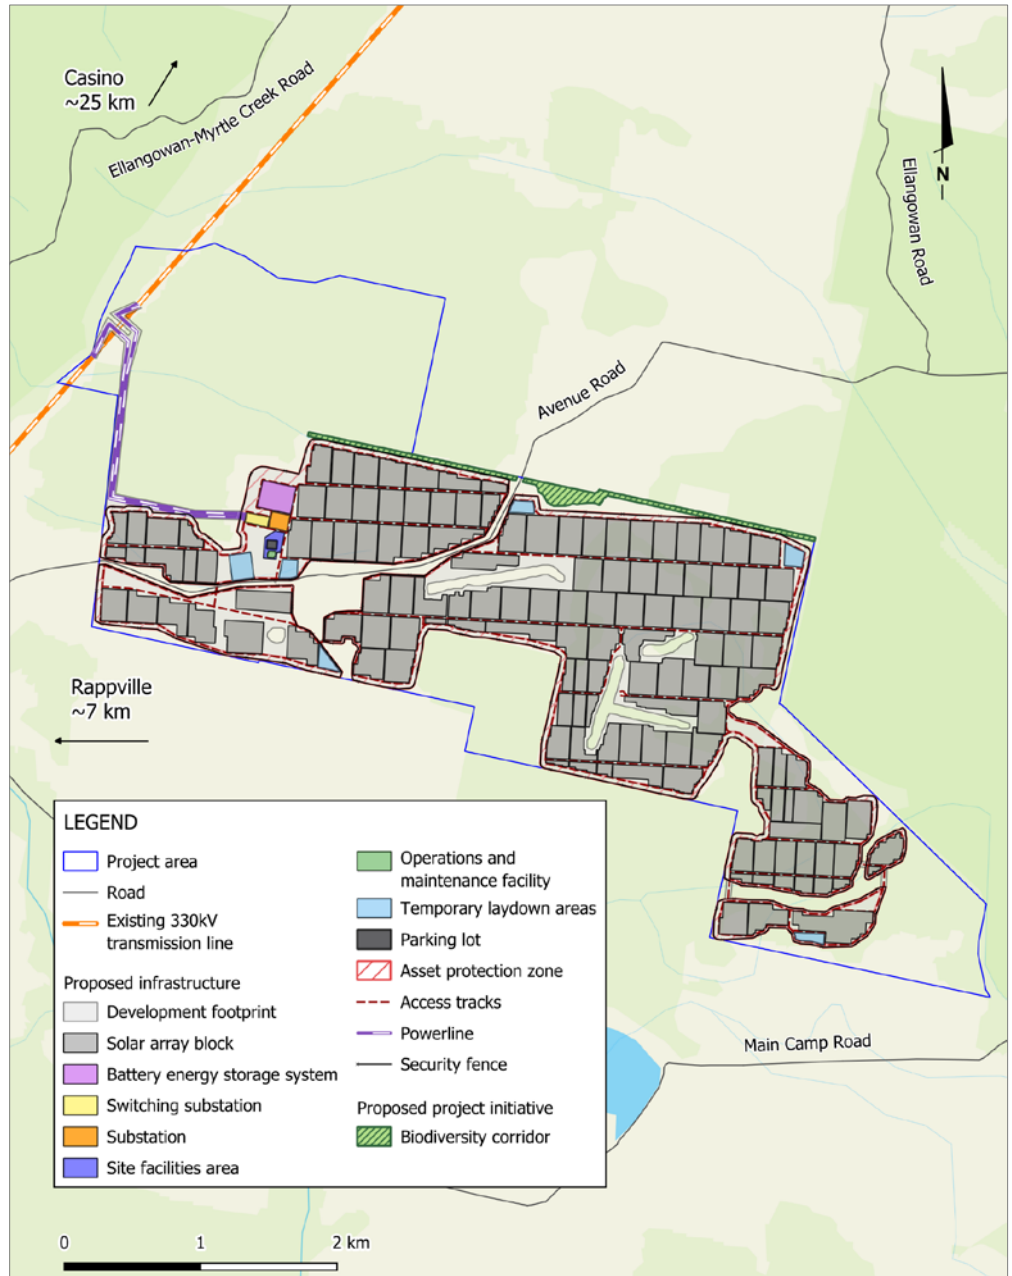 Casino
~25 km
Ellangowan-Myrtle Creek Road
N
Ellangowan Road
Avenue Road
Rappville
~7 km
LEGEND
Project area
Road
Existing 330kV
transmission line
Proposed infrastructure
Development footprint
Solar array block
Battery energy storage system
Switching substation
Substation
Site facilities area
Operations and
maintenance facility
Temporary laydown areas
Parking lot
Asset protection zone
Access tracks
Powerline
Security fence
Proposed project initiative
Biodiversity corridor
Main Camp Road
0 1 2 km